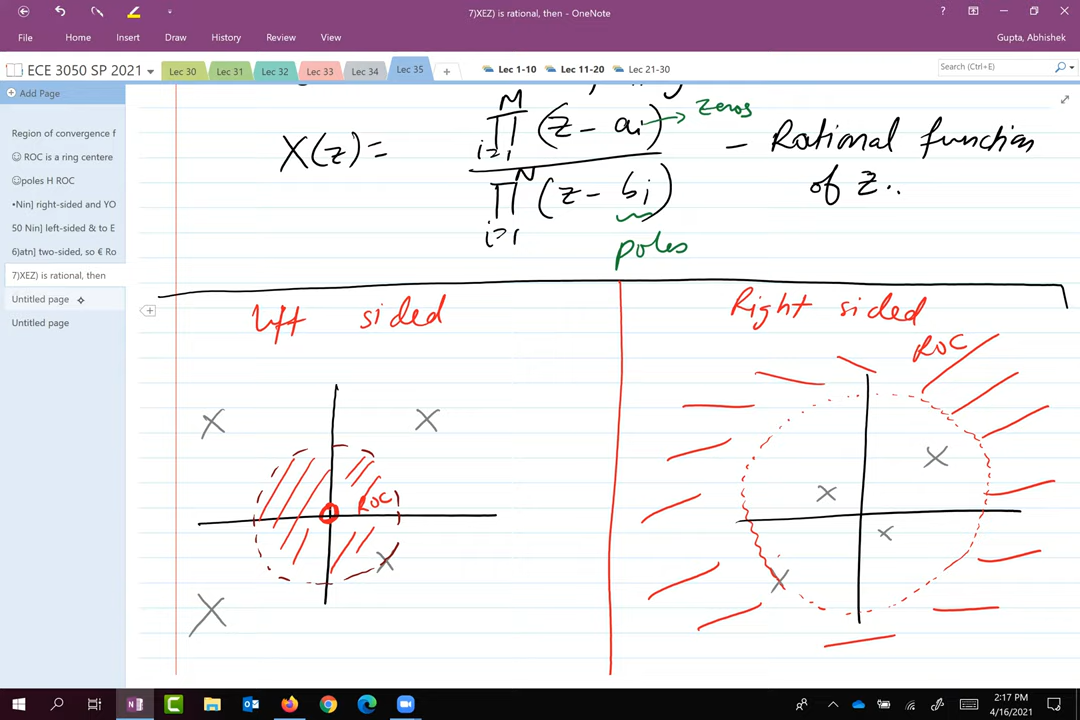 7)XEZ) is rational, then - OneNote
Gupta, Abhishek
File Home Insert Draw History Review View
ECE 3050 SP 2021
Lec 30 Lec 31 Lec 32 Lec 33 Lec 34 Lec 35
Lec 1-10 Lec 11-20 Lec 21-30
Search (Ctrl+E)
Add Page
Region of convergence f
ROC is a ring centere
poles H ROC
•Nin] right-sided and YO
50 Nin] left-sided & to E
6)atn] two-sided, so € Ro
7)XEZ) is rational, then
Untitled page
Untitled page
X(z) =
M
∏ (z - ai) → zeros
i=1
N
∏ (z - bi)
i=1
poles
- Rational function
of z..
Left sided
ROC
Right sided
ROC
2:17 PM
4/16/2021